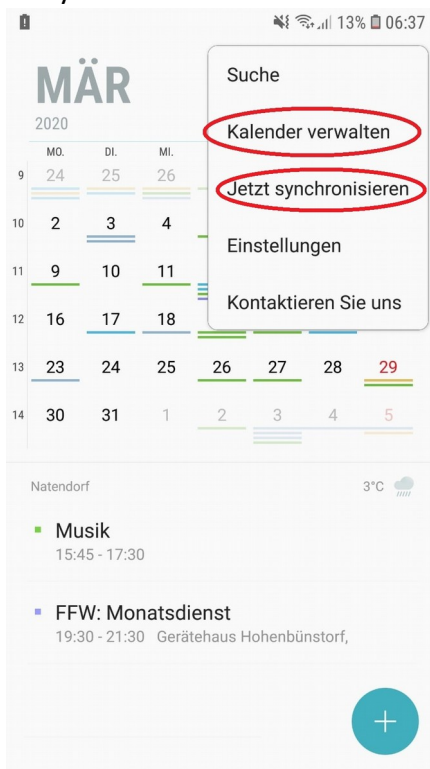 13% 06:37
MÄR
2020
Suche
Kalender verwalten
Jetzt synchronisieren
Einstellungen
Kontaktieren Sie uns
MO. DI. MI.
9 24 25 26
10 2 3 4
11 9 10 11
12 16 17 18
13 23 24 25 26 27 28 29
14 30 31 1 2 3 4 5
Natendorf 3°C
Musik
15:45 - 17:30
FFW: Monatsdienst
19:30 - 21:30 Gerätehaus Hohenbünstorf,